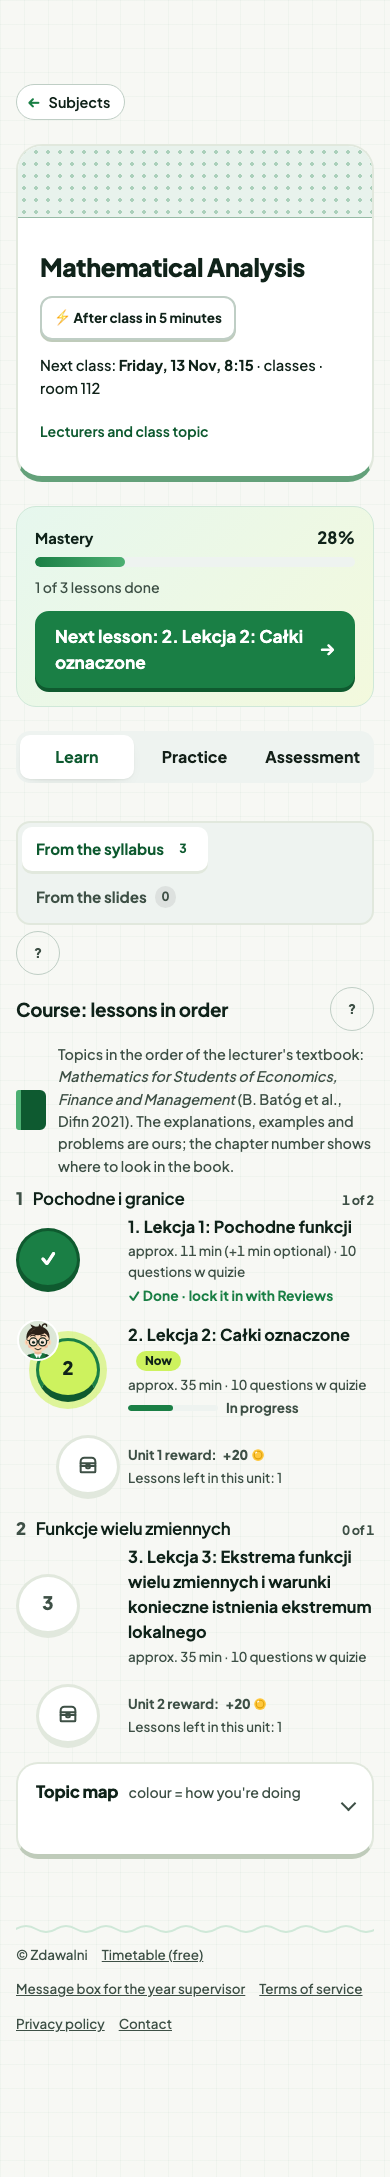 ← Subjects
Mathematical Analysis
⚡ After class in 5 minutes
Next class: Friday, 13 Nov, 8:15 · classes ·
room 112
Lecturers and class topic
Mastery 28%
1 of 3 lessons done
Next lesson: 2. Lekcja 2: Całki
oznaczone →
Learn Practice Assessment
From the syllabus 3
From the slides 0
?
Course: lessons in order ?
Topics in the order of the lecturer's textbook:
Mathematics for Students of Economics,
Finance and Management (B. Batóg et al.,
Difin 2021). The explanations, examples and
problems are ours; the chapter number shows
where to look in the book.
1 Pochodne i granice 1 of 2
1. Lekcja 1: Pochodne funkcji
approx. 11 min (+1 min optional) · 10
questions w quizie
✓ Done · lock it in with Reviews
2
2. Lekcja 2: Całki oznaczone
Now
approx. 35 min · 10 questions w quizie
In progress
Unit 1 reward: +20
Lessons left in this unit: 1
2 Funkcje wielu zmiennych 0 of 1
3
3. Lekcja 3: Ekstrema funkcji
wielu zmiennych i warunki
konieczne istnienia ekstremum
lokalnego
approx. 35 min · 10 questions w quizie
Unit 2 reward: +20
Lessons left in this unit: 1
Topic map colour = how you're doing
© Zdawalni Timetable (free)
Message box for the year supervisor Terms of service
Privacy policy Contact